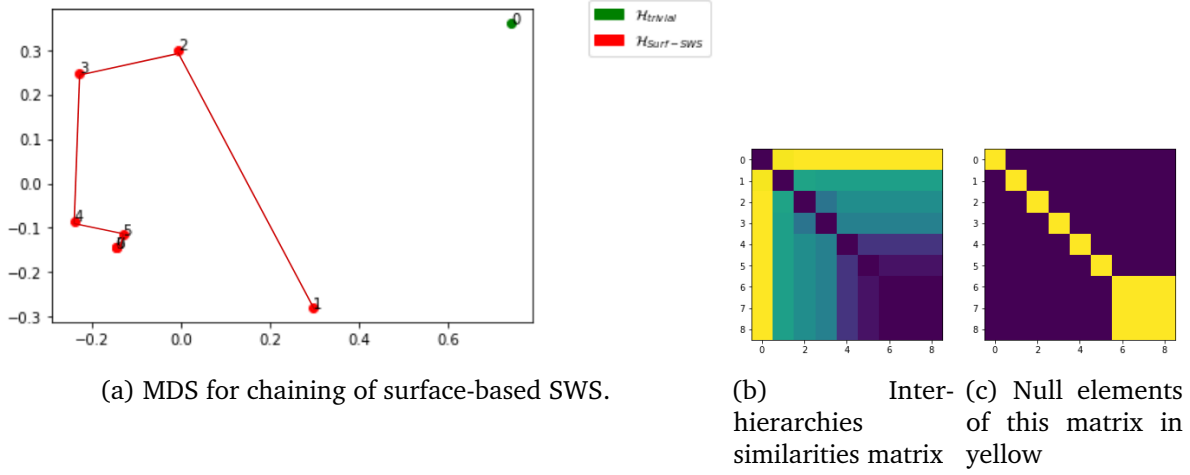 0
2
3
4
5
1
0.3
0.2
0.1
0.0
−0.1
−0.2
−0.3
−0.2 0.0 0.2 0.4 0.6
ℋtrivial
ℋSurf−SWS
0
1
2
3
4
5
6
7
8
0 2 4 6 8
0
1
2
3
4
5
6
7
8
0 2 4 6 8
(a) MDS for chaining of surface-based SWS.
(b) Inter-
hierarchies
similarities matrix
(c) Null elements
of this matrix in
yellow